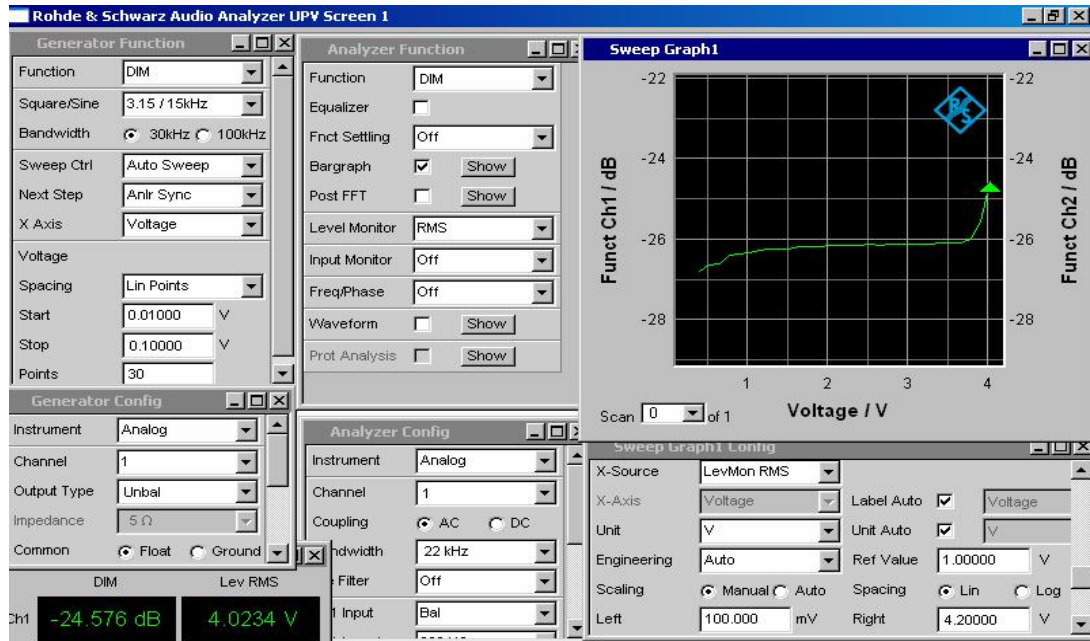 Rohde & Schwarz Audio Analyzer UPV Screen 1
Generator Function
Function DIM
Square/Sine 3.15 / 15kHz
Bandwidth 30kHz 100kHz
Sweep Ctrl Auto Sweep
Next Step Anlr Sync
X Axis Voltage
Voltage
Spacing Lin Points
Start 0.01000 V
Stop 0.10000 V
Points 30
Generator Config
Instrument Analog
Channel 1
Output Type Unbal
Impedance 5 Ω
Common Float Ground
DIM Lev RMS
Ch1 -24.576 dB 4.0234 V
Analyzer Function
Function DIM
Equalizer
Fnct Settling Off
Bargraph Show
Post FFT Show
Level Monitor RMS
Input Monitor Off
Freq/Phase Off
Waveform Show
Prot Analysis Show
Analyzer Config
Instrument Analog
Channel 1
Coupling AC DC
ndwidth 22 kHz
Filter Off
1 Input Bal
Sweep Graph1
Funct Ch1 / dB
-22 -24 -26 -28
R S
1 2 3 4
Voltage / V
-22 -24 -26 -28
Funct Ch2 / dB
Scan 0 of 1
Sweep Graph1 Config
X-Source LevMon RMS
X-Axis Voltage Label Auto Voltage
Unit V Unit Auto V
Engineering Auto Ref Value 1.00000 V
Scaling Manual Auto Spacing Lin Log
Left 100.000 mV Right 4.20000 V